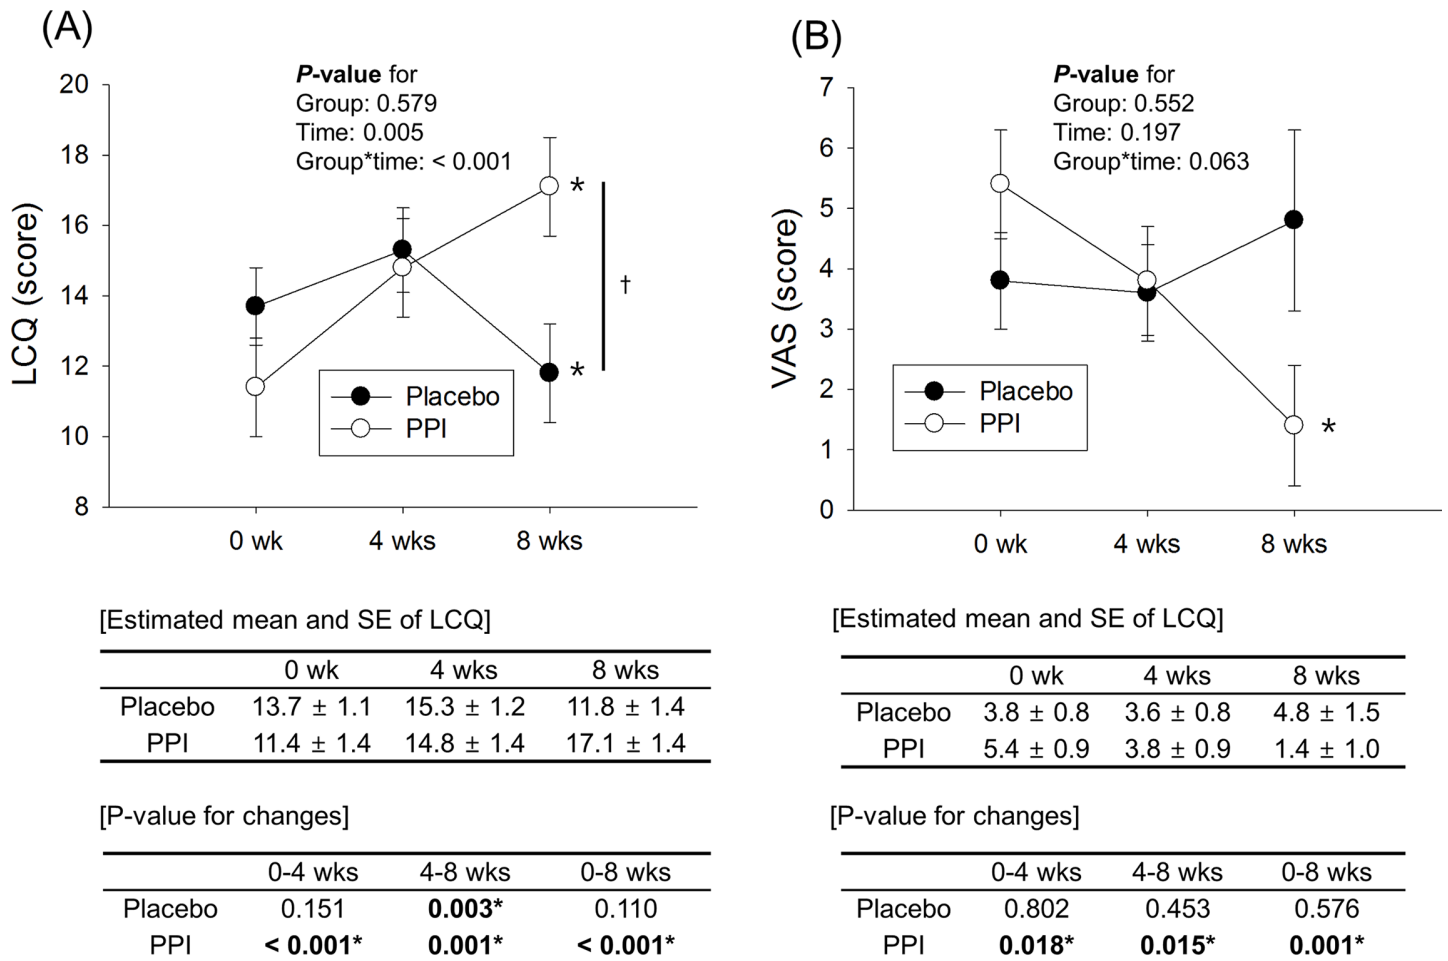 (A)
P-value for
Group: 0.579
Time: 0.005
Group*time: < 0.001
20
18
16
14
12
10
8
LCQ (score)
*
†
*
Placebo
PPI
0 wk 4 wks 8 wks
[Estimated mean and SE of LCQ]
0 wk 4 wks 8 wks
Placebo 13.7 ± 1.1 15.3 ± 1.2 11.8 ± 1.4
PPI 11.4 ± 1.4 14.8 ± 1.4 17.1 ± 1.4
[P-value for changes]
0-4 wks 4-8 wks 0-8 wks
Placebo 0.151 0.003* 0.110
PPI < 0.001* 0.001* < 0.001*
(B)
P-value for
Group: 0.552
Time: 0.197
Group*time: 0.063
7
6
5
4
3
2
1
0
VAS (score)
Placebo
PPI
*
0 wk 4 wks 8 wks
[Estimated mean and SE of LCQ]
0 wk 4 wks 8 wks
Placebo 3.8 ± 0.8 3.6 ± 0.8 4.8 ± 1.5
PPI 5.4 ± 0.9 3.8 ± 0.9 1.4 ± 1.0
[P-value for changes]
0-4 wks 4-8 wks 0-8 wks
Placebo 0.802 0.453 0.576
PPI 0.018* 0.015* 0.001*